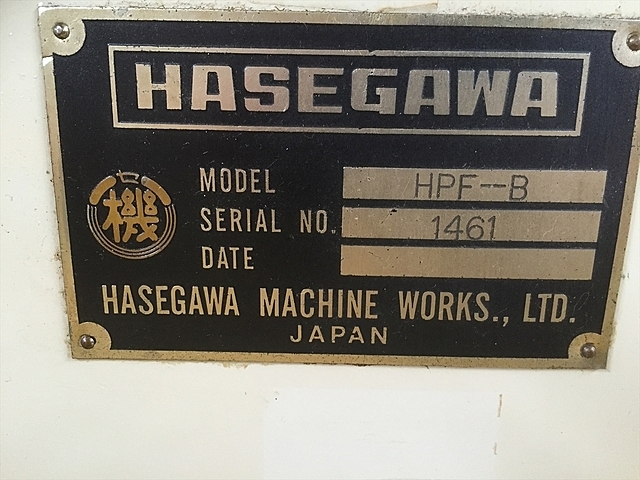 HASEGAWA
機
MODEL HPF--B
SERIAL NO. 1461
DATE
HASEGAWA MACHINE WORKS., LTD.
JAPAN